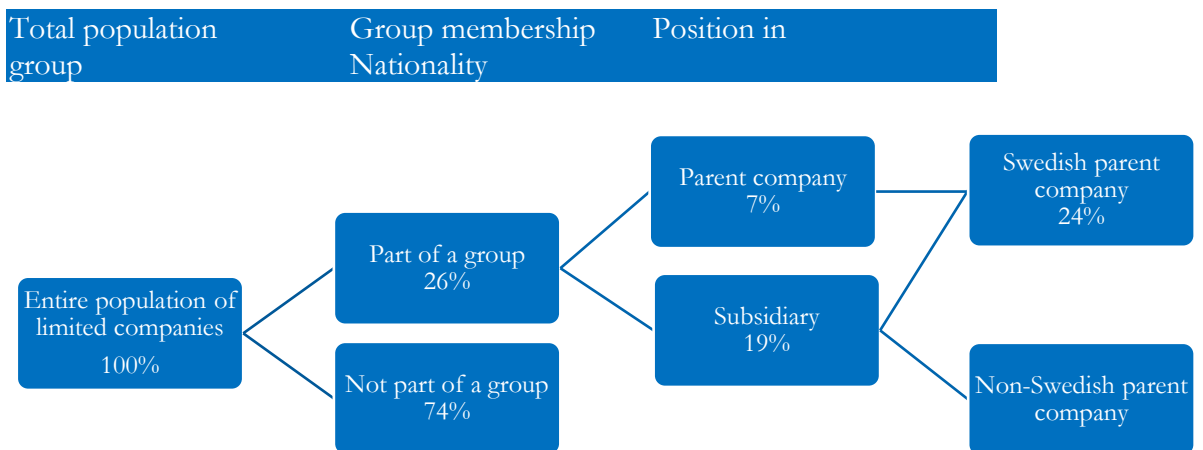 Total population Group membership Position in
group Nationality
Parent company
7%
Swedish parent
company
24%
Part of a group
26%
Entire population of
limited companies
100%
Subsidiary
19%
Not part of a group
74%
Non-Swedish parent
company